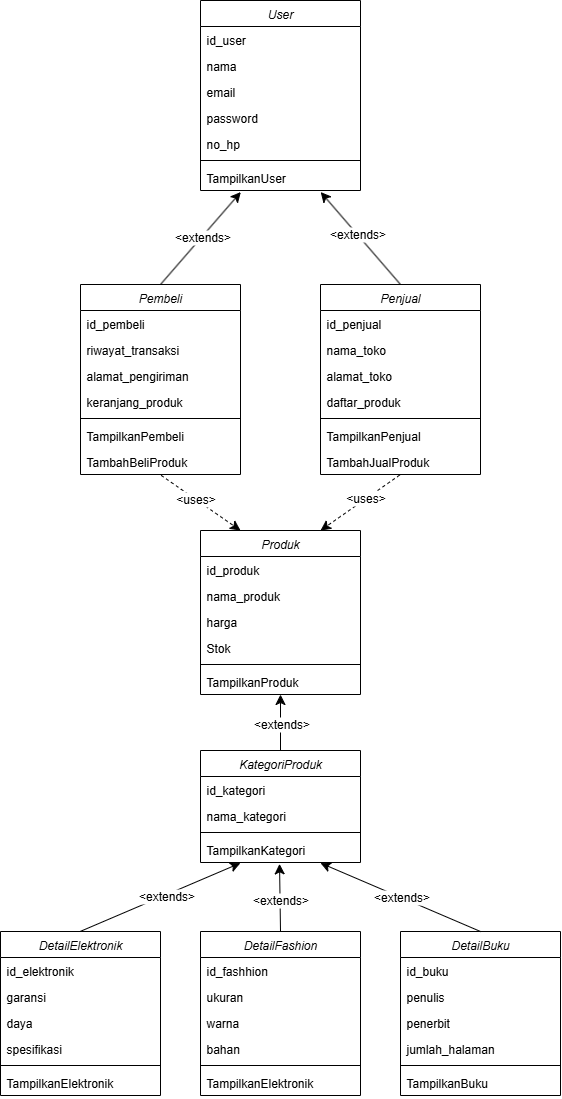 User
id_user
nama
email
password
no_hp
TampilkanUser
<extends>
<extends>
Pembeli
id_pembeli
riwayat_transaksi
alamat_pengiriman
keranjang_produk
TampilkanPembeli
TambahBeliProduk
Penjual
id_penjual
nama_toko
alamat_toko
daftar_produk
TampilkanPenjual
TambahJualProduk
<uses>
<uses>
Produk
id_produk
nama_produk
harga
Stok
TampilkanProduk
<extends>
KategoriProduk
id_kategori
nama_kategori
TampilkanKategori
<extends>
<extends>
<extends>
DetailElektronik
id_elektronik
garansi
daya
spesifikasi
TampilkanElektronik
DetailFashion
id_fashhion
ukuran
warna
bahan
TampilkanElektronik
DetailBuku
id_buku
penulis
penerbit
jumlah_halaman
TampilkanBuku